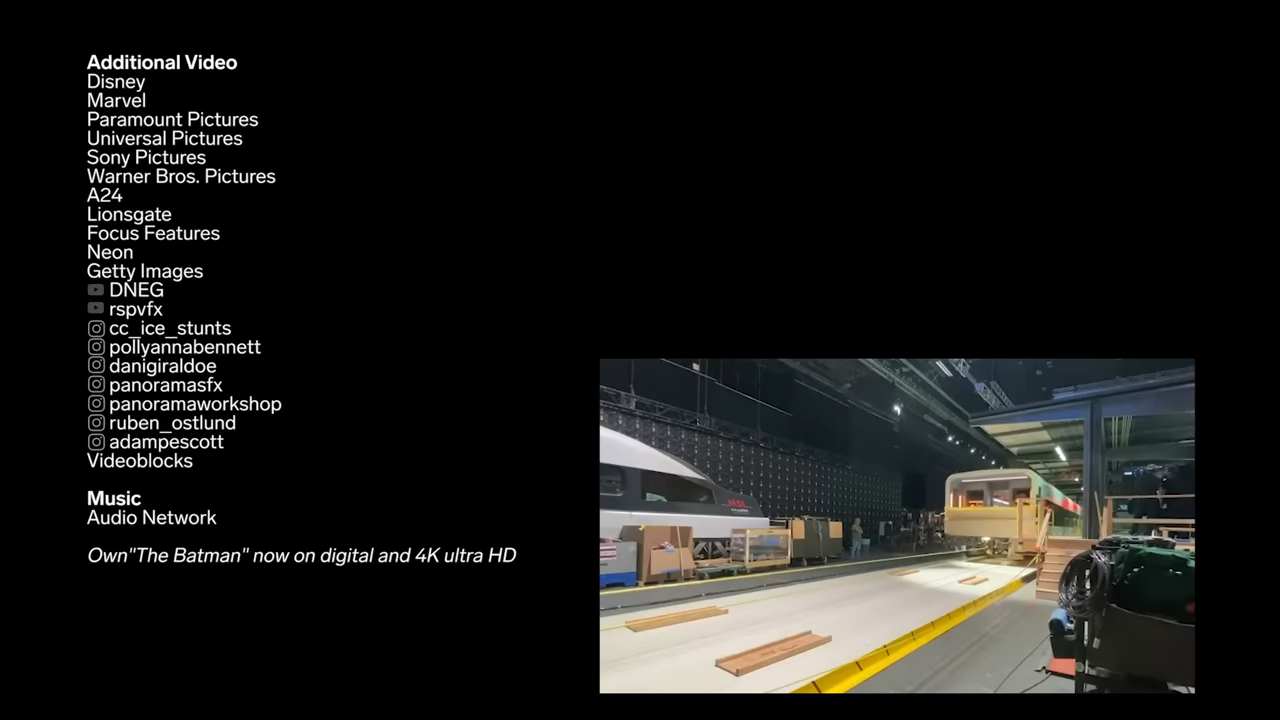 Additional Video
Disney
Marvel
Paramount Pictures
Universal Pictures
Sony Pictures
Warner Bros. Pictures
A24
Lionsgate
Focus Features
Neon
Getty Images
DNEG
rspvfx
cc_ice_stunts
pollyannabennett
danigiraldoe
panoramasfx
panoramaworkshop
ruben_ostlund
adampescott
Videoblocks
Music
Audio Network
Own"The Batman" now on digital and 4K ultra HD